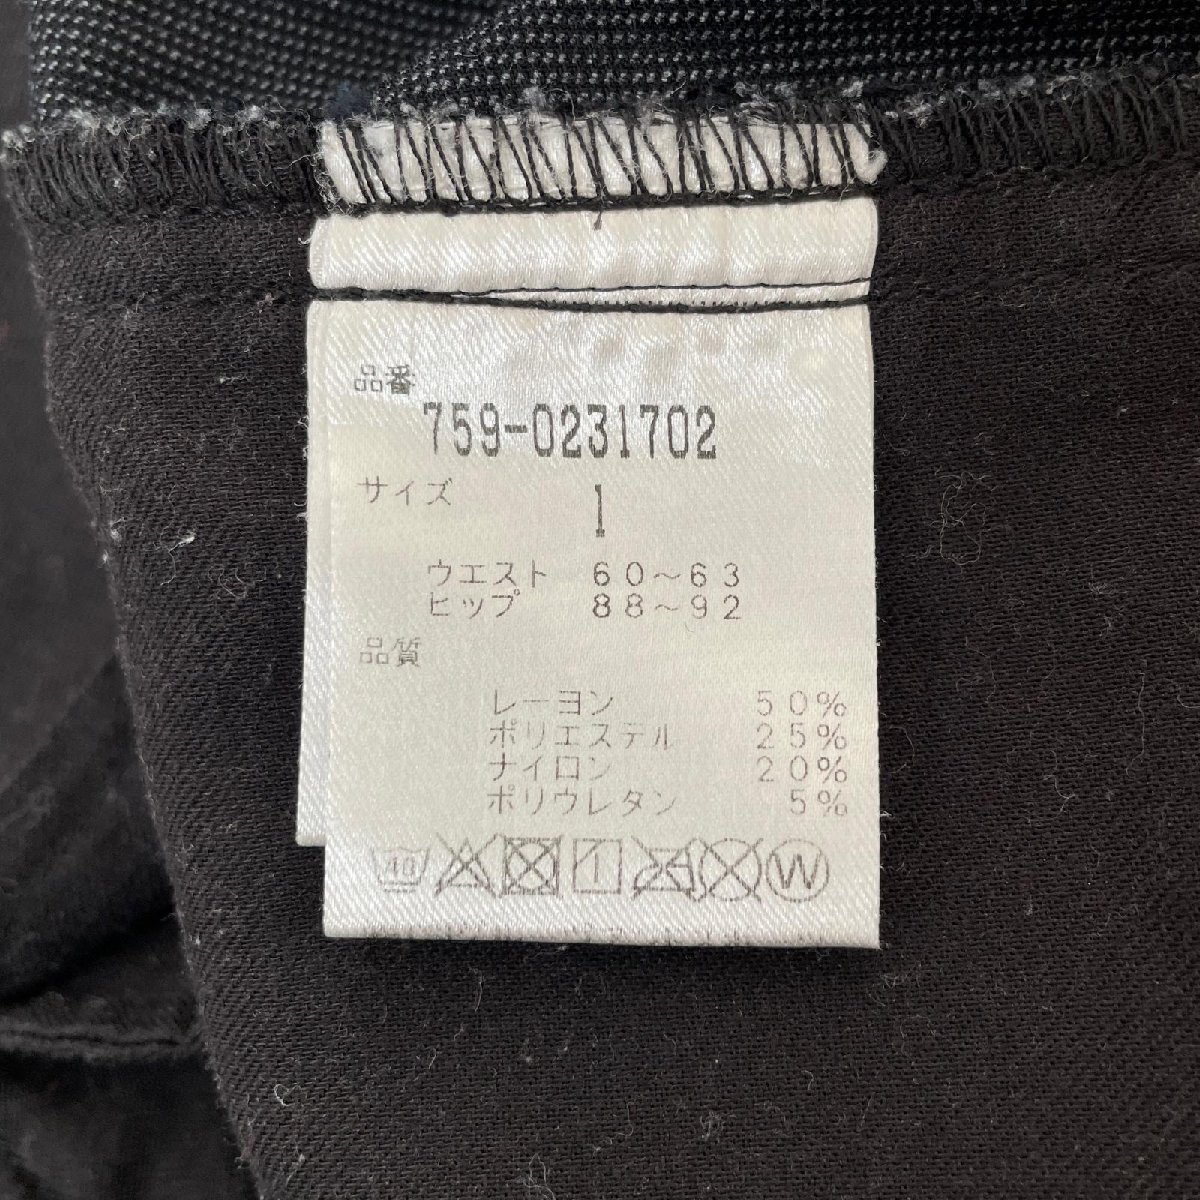 品番
759-0231702
サイズ 1
ウエスト 60~63
ヒップ 88~92
品質
レーヨン 50%
ポリエステル 25%
ナイロン 20%
ポリウレタン 5%
40 W